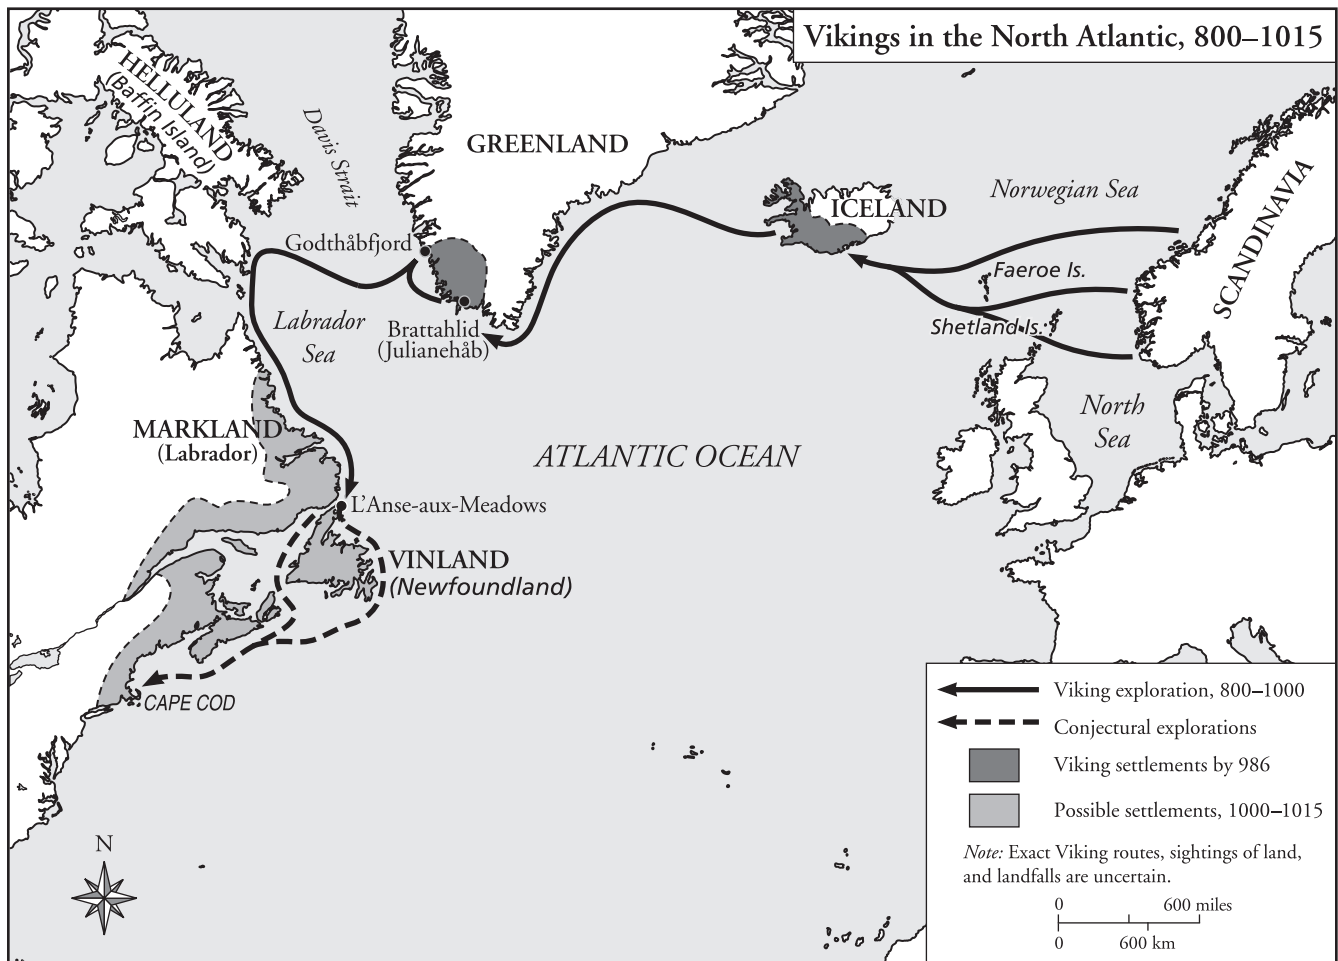 Vikings in the North Atlantic, 800–1015
HELLULAND
(Baffin Island)
Davis Strait
GREENLAND
Norwegian Sea
ICELAND
SCANDINAVIA
Godthåbfjord
Faeroe Is.
Labrador
Sea
Brattahlid
(Julianehåb)
Shetland Is.
North
Sea
MARKLAND
(Labrador)
ATLANTIC OCEAN
L'Anse-aux-Meadows
VINLAND
(Newfoundland)
CAPE COD
Viking exploration, 800–1000
Conjectural explorations
Viking settlements by 986
Possible settlements, 1000–1015
Note: Exact Viking routes, sightings of land,
and landfalls are uncertain.
0 600 miles
0 600 km
N